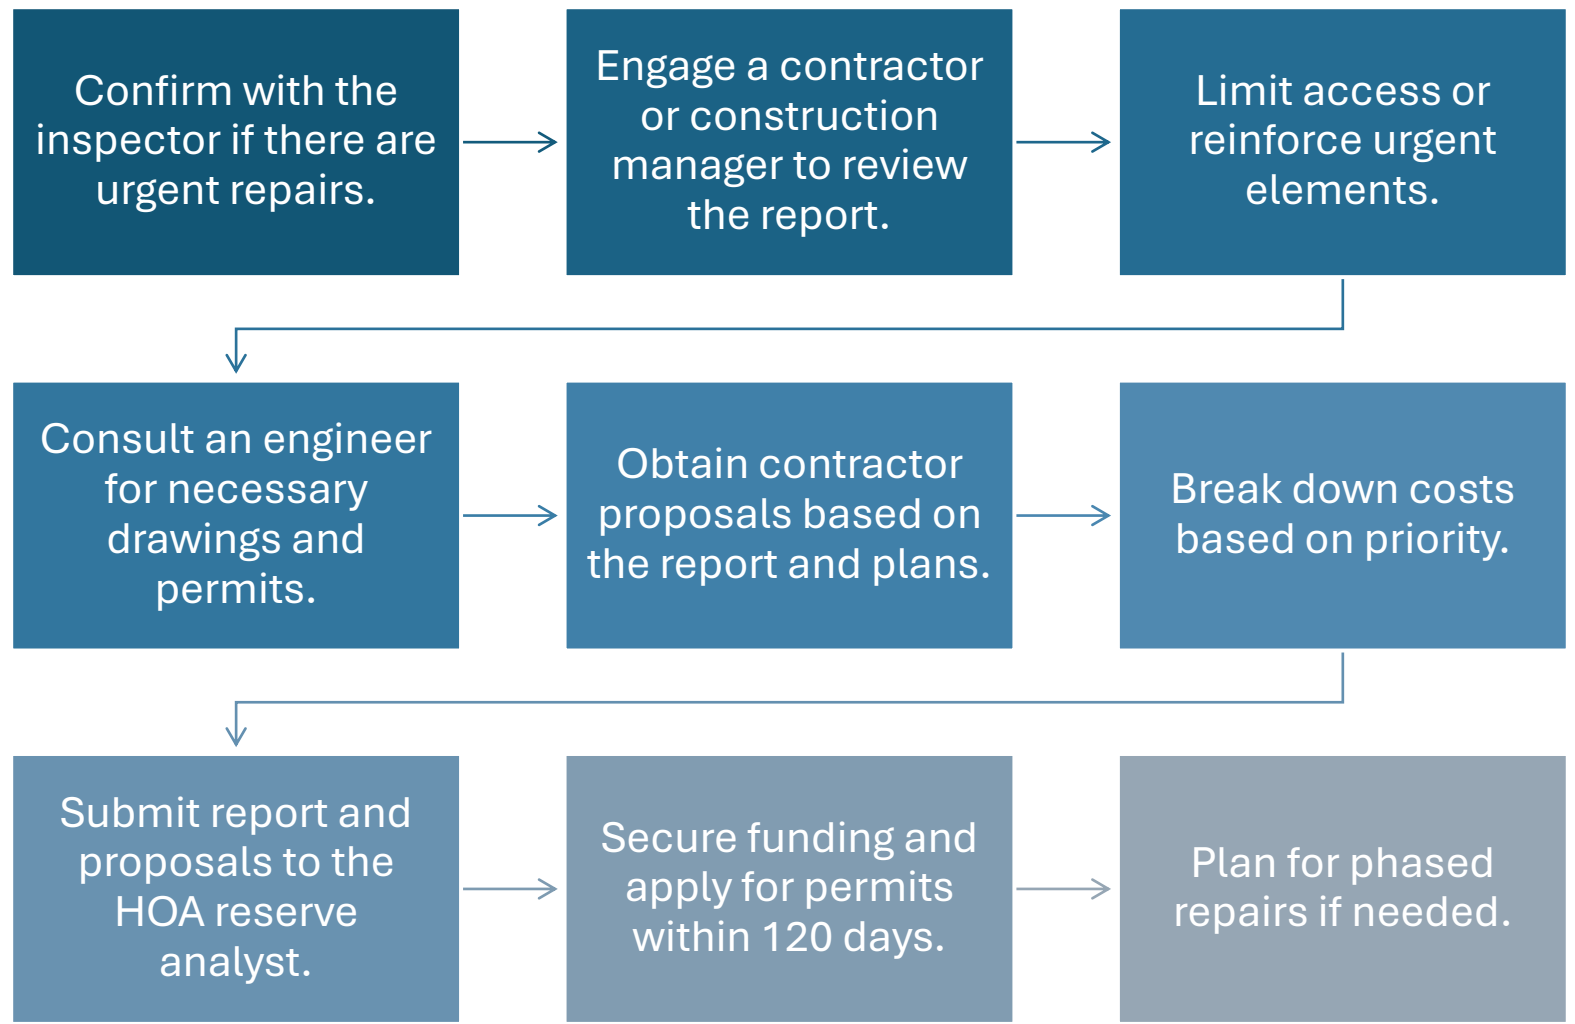 Confirm with the
inspector if there are
urgent repairs.
Engage a contractor
or construction
manager to review
the report.
Limit access or
reinforce urgent
elements.
Consult an engineer
for necessary
drawings and
permits.
Obtain contractor
proposals based on
the report and plans.
Break down costs
based on priority.
Submit report and
proposals to the
HOA reserve
analyst.
Secure funding and
apply for permits
within 120 days.
Plan for phased
repairs if needed.